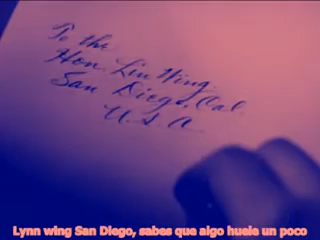 To the
Hon. Lin Wing.
San Diego, Cal.
U.S.A.
Lynn wing San Diego, sabes que algo huele un poco